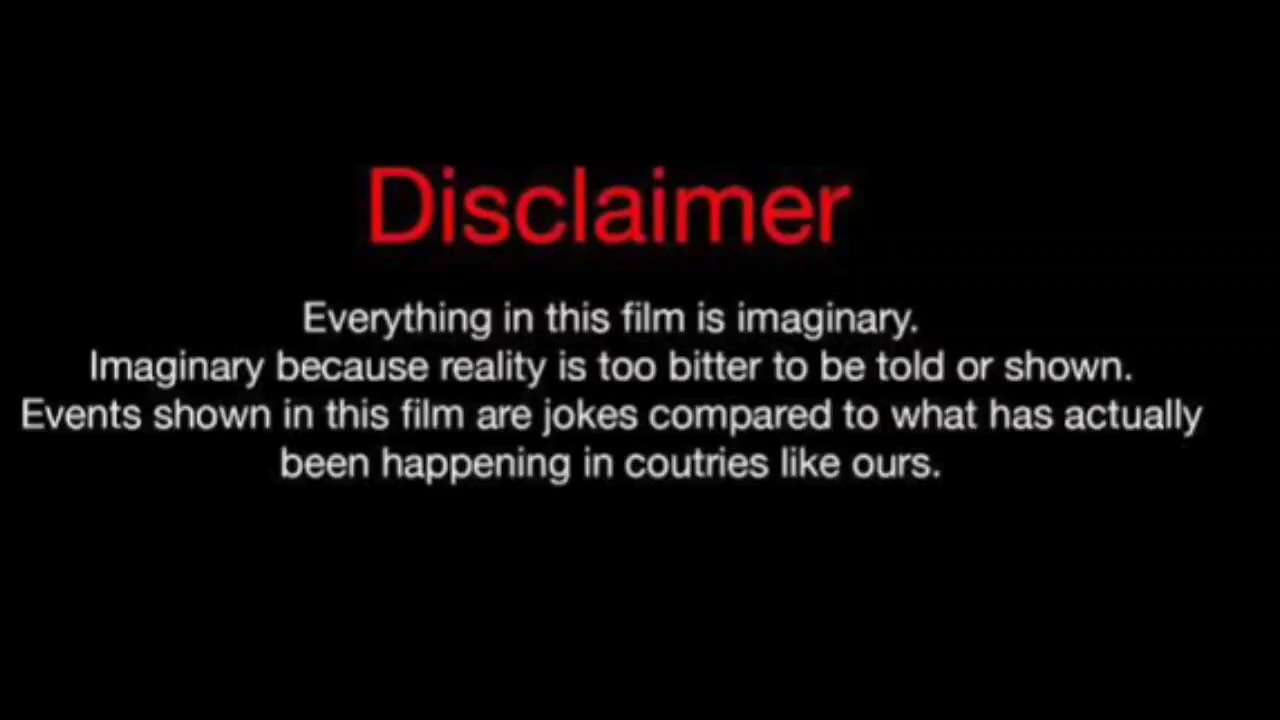 Disclaimer
Everything in this film is imaginary.
Imaginary because reality is too bitter to be told or shown.
Events shown in this film are jokes compared to what has actually
been happening in coutries like ours.